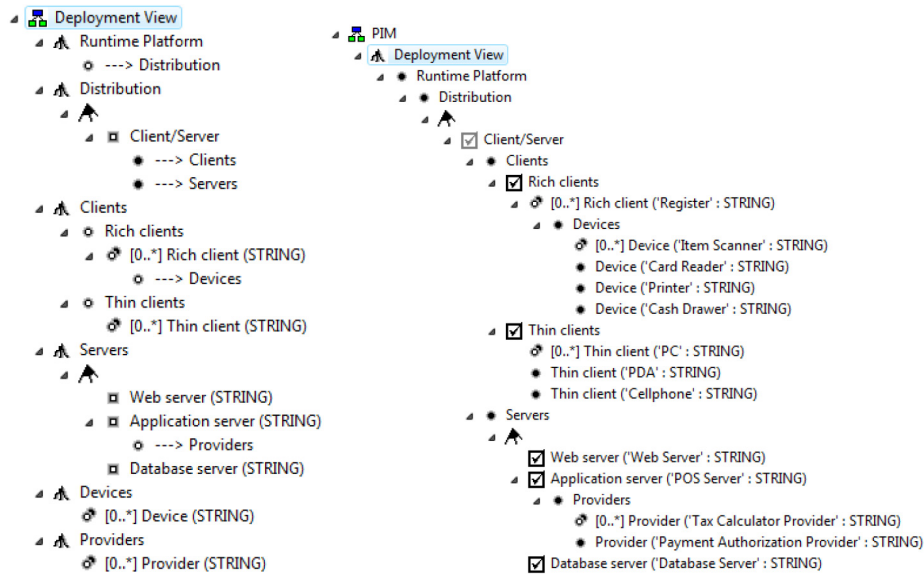 Deployment View
Runtime Platform
---> Distribution
Distribution
Client/Server
---> Clients
---> Servers
Clients
Rich clients
[0..*] Rich client (STRING)
---> Devices
Thin clients
[0..*] Thin client (STRING)
Servers
Web server (STRING)
Application server (STRING)
---> Providers
Database server (STRING)
Devices
[0..*] Device (STRING)
Providers
[0..*] Provider (STRING)
PIM
Deployment View
Runtime Platform
Distribution
Client/Server
Clients
Rich clients
[0..*] Rich client ('Register' : STRING)
Devices
[0..*] Device ('Item Scanner' : STRING)
Device ('Card Reader' : STRING)
Device ('Printer' : STRING)
Device ('Cash Drawer' : STRING)
Thin clients
[0..*] Thin client ('PC' : STRING)
Thin client ('PDA' : STRING)
Thin client ('Cellphone' : STRING)
Servers
Web server ('Web Server' : STRING)
Application server ('POS Server' : STRING)
Providers
[0..*] Provider ('Tax Calculator Provider' : STRING)
Provider ('Payment Authorization Provider' : STRING)
Database server ('Database Server' : STRING)